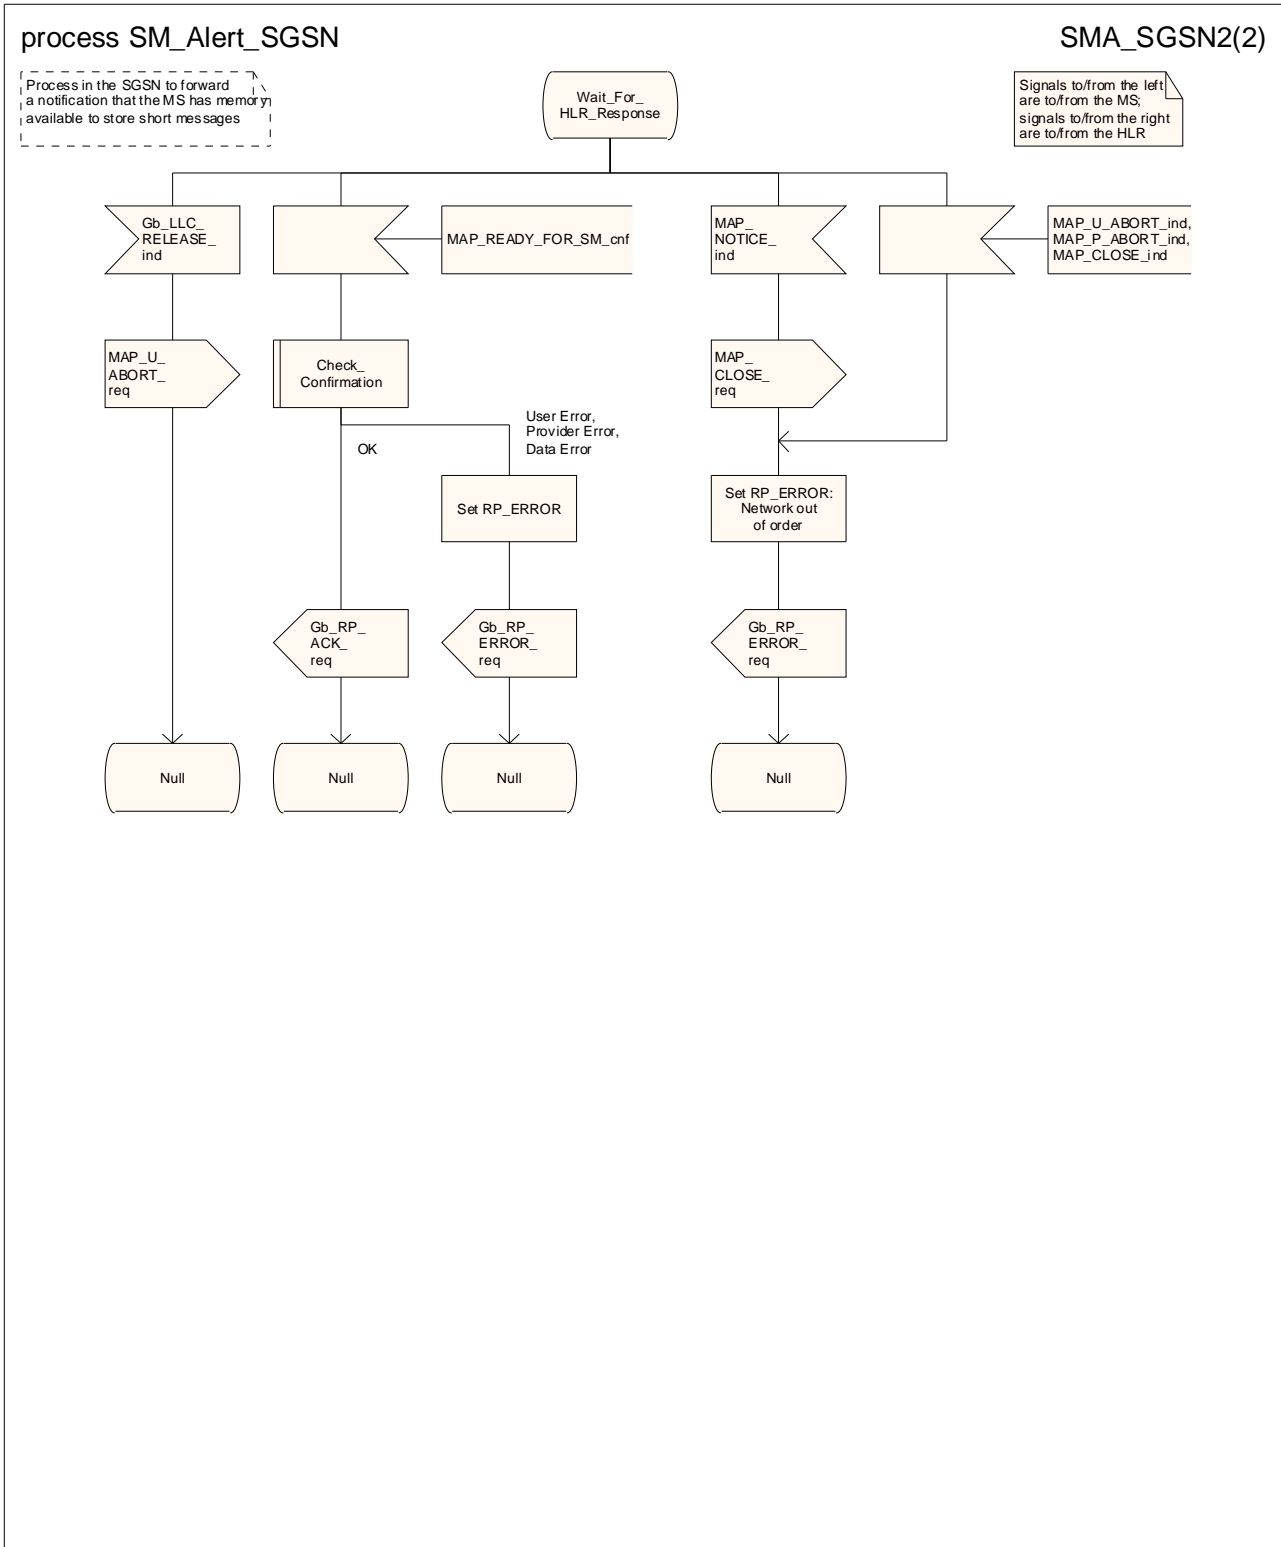 process SM_Alert_SGSN
SMA_SGSN2(2)
Process in the SGSN to forward
a notification that the MS has memory
available to store short messages
Wait_For_
HLR_Response
Signals to/from the left
are to/from the MS;
signals to/from the right
are to/from the HLR
Gb_LLC_
RELEASE_
ind
MAP_READY_FOR_SM_cnf
MAP_
NOTICE_
ind
MAP_U_ABORT_ind,
MAP_P_ABORT_ind,
MAP_CLOSE_ind
MAP_U_
ABORT_
req
Check_
Confirmation
MAP_
CLOSE_
req
User Error,
Provider Error,
Data Error
OK
Set RP_ERROR
Set RP_ERROR:
Network out
of order
Gb_RP_
ACK_
req
Gb_RP_
ERROR_
req
Gb_RP_
ERROR_
req
Null
Null
Null
Null